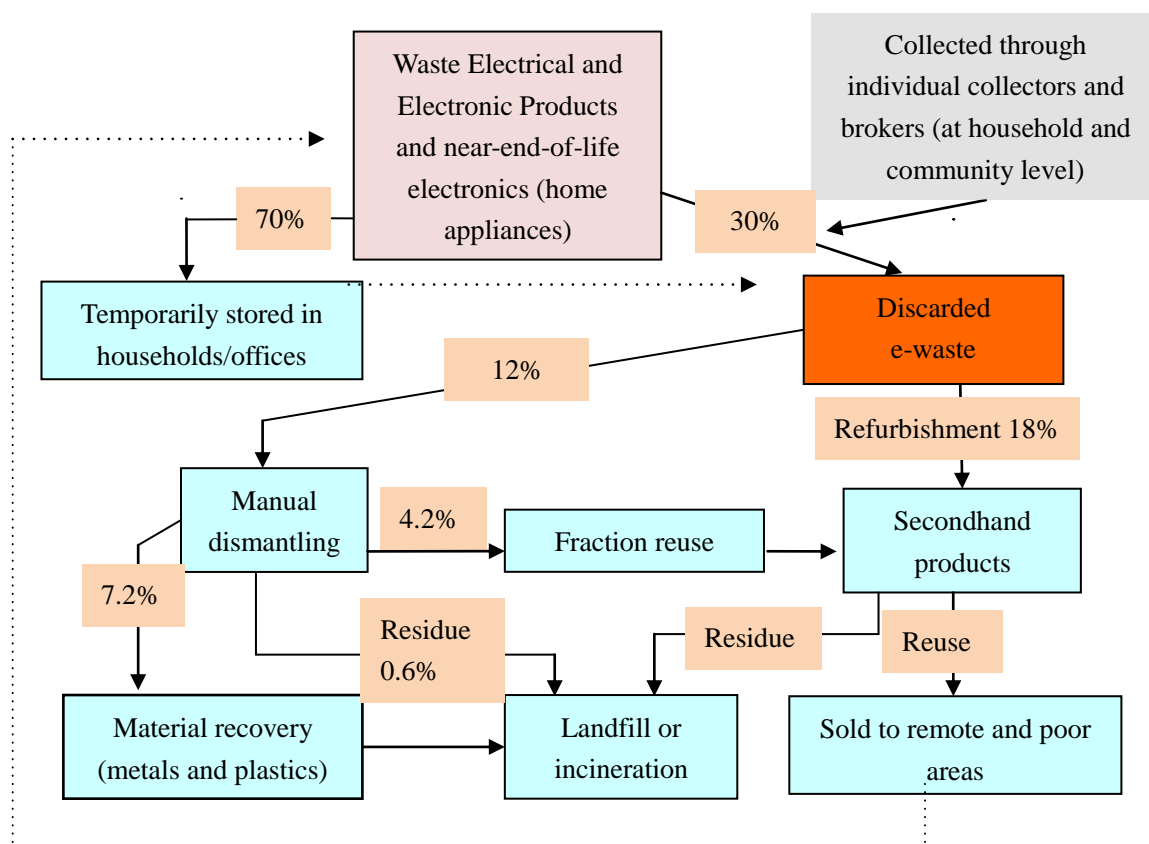 Waste Electrical and
Electronic Products
and near-end-of-life
electronics (home
appliances)
Collected through
individual collectors and
brokers (at household and
community level)
70%
30%
Temporarily stored in
households/offices
Discarded
e-waste
12%
Refurbishment 18%
Manual
dismantling
4.2%
Fraction reuse
Secondhand
products
7.2%
Residue
0.6%
Residue
Reuse
Material recovery
(metals and plastics)
Landfill or
incineration
Sold to remote and poor
areas